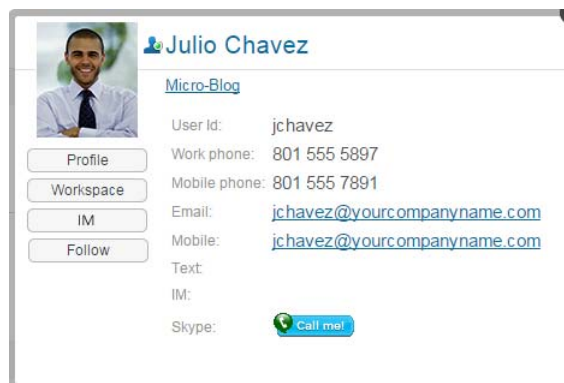 Julio Chavez
Micro-Blog
User Id: jchavez
Work phone: 801 555 5897
Mobile phone: 801 555 7891
Email: jchavez@yourcompanyname.com
Mobile: jchavez@yourcompanyname.com
Text:
IM:
Skype: Call me!
Profile
Workspace
IM
Follow